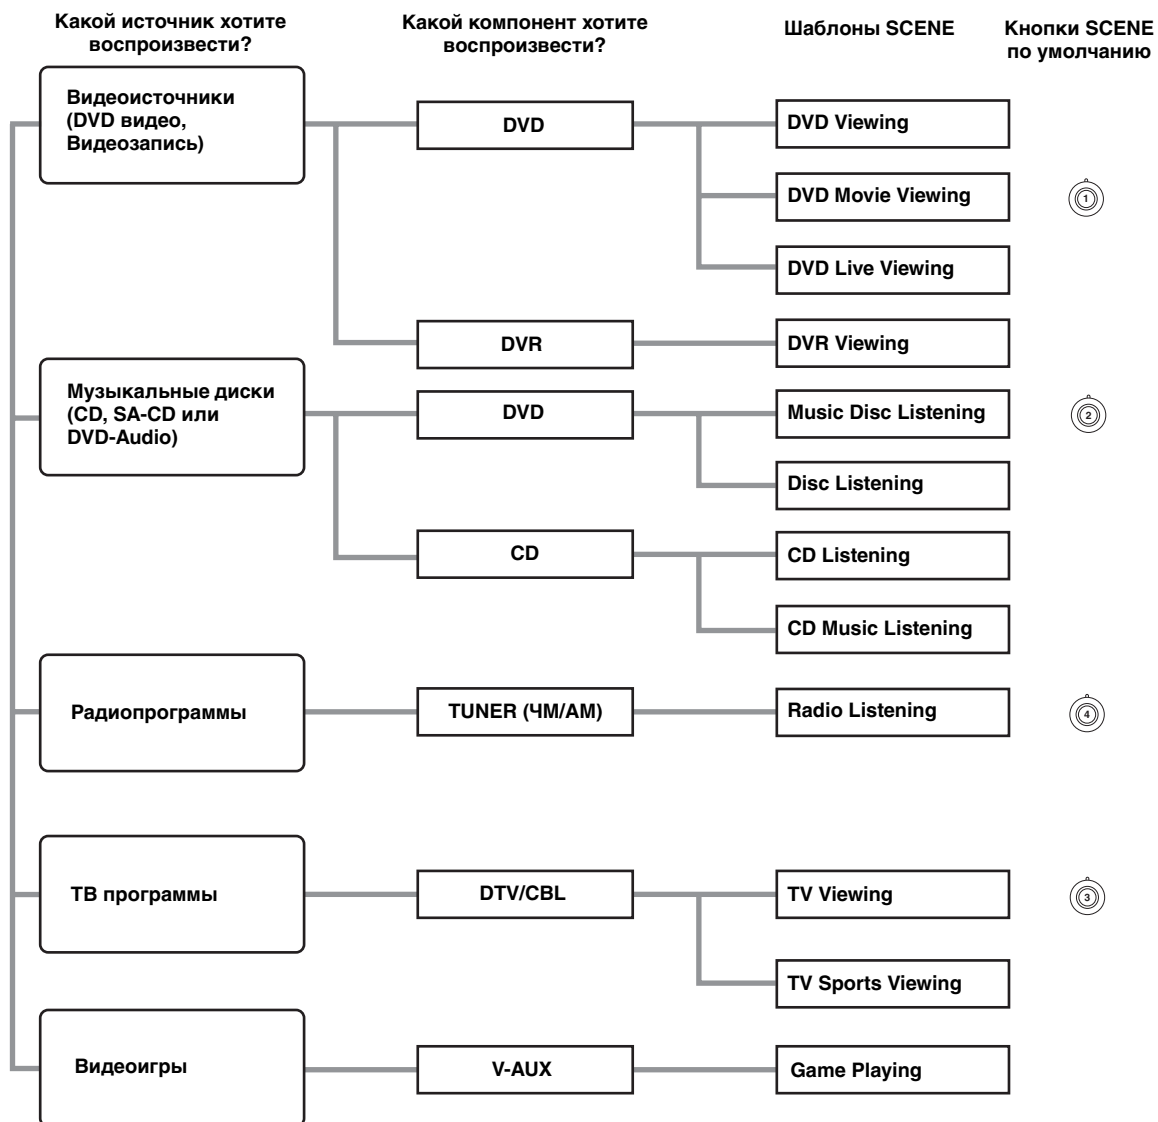 Какой источник хотите
воспроизвести?
Какой компонент хотите
воспроизвести?
Шаблоны SCENE
Кнопки SCENE
по умолчанию
Видеоисточники
(DVD видео,
Видеозапись)
DVD
DVD Viewing
DVD Movie Viewing
1
DVD Live Viewing
DVR
DVR Viewing
Музыкальные диски
(CD, SA-CD или
DVD-Audio)
DVD
Music Disc Listening
2
Disc Listening
CD
CD Listening
CD Music Listening
Радиопрограммы
TUNER (ЧМ/АМ)
Radio Listening
4
ТВ программы
DTV/CBL
TV Viewing
3
TV Sports Viewing
Видеоигры
V-AUX
Game Playing